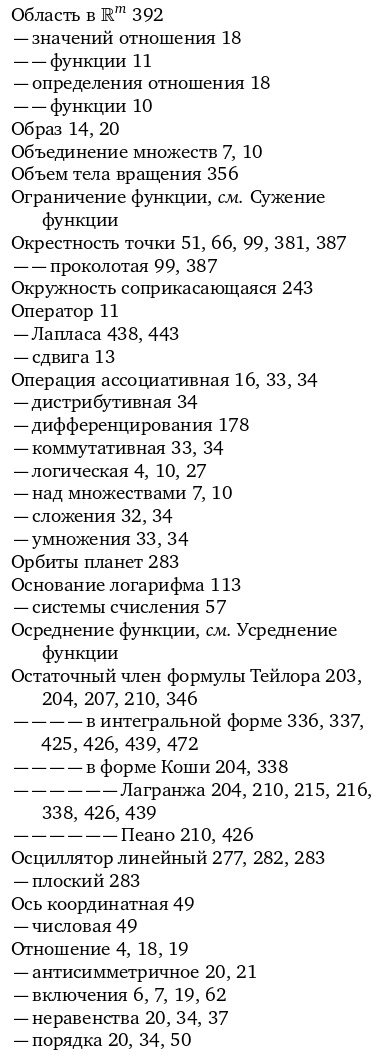 Область в ℝᵐ 392
— значений отношения 18
— — функции 11
— определения отношения 18
— — функции 10
Образ 14, 20
Объединение множеств 7, 10
Объем тела вращения 356
Ограничение функции, см. Сужение
функции
Окрестность точки 51, 66, 99, 381, 387
— — проколотая 99, 387
Окружность соприкасающаяся 243
Оператор 11
— Лапласа 438, 443
— сдвига 13
Операция ассоциативная 16, 33, 34
— дистрибутивная 34
— дифференцирования 178
— коммутативная 33, 34
— логическая 4, 10, 27
— над множествами 7, 10
— сложения 32, 34
— умножения 33, 34
Орбиты планет 283
Основание логарифма 113
— системы счисления 57
Осреднение функции, см. Усреднение
функции
Остаточный член формулы Тейлора 203,
204, 207, 210, 346
— — — — в интегральной форме 336, 337,
425, 426, 439, 472
— — — — в форме Коши 204, 338
— — — — — — Лагранжа 204, 210, 215, 216,
338, 426, 439
— — — — — — Пеано 210, 426
Осциллятор линейный 277, 282, 283
— плоский 283
Ось координатная 49
— числовая 49
Отношение 4, 18, 19
— антисимметричное 20, 21
— включения 6, 7, 19, 62
— неравенства 20, 34, 37
— порядка 20, 34, 50